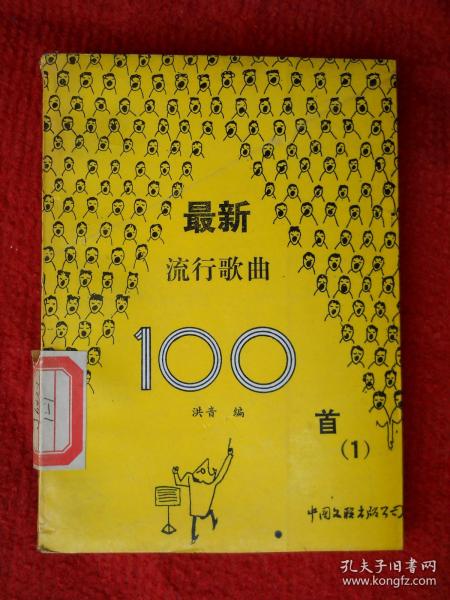 最新
流行歌曲
100
洪音 编
首
(1)
中国文联出版公司
孔夫子旧书网
www.kongfz.com